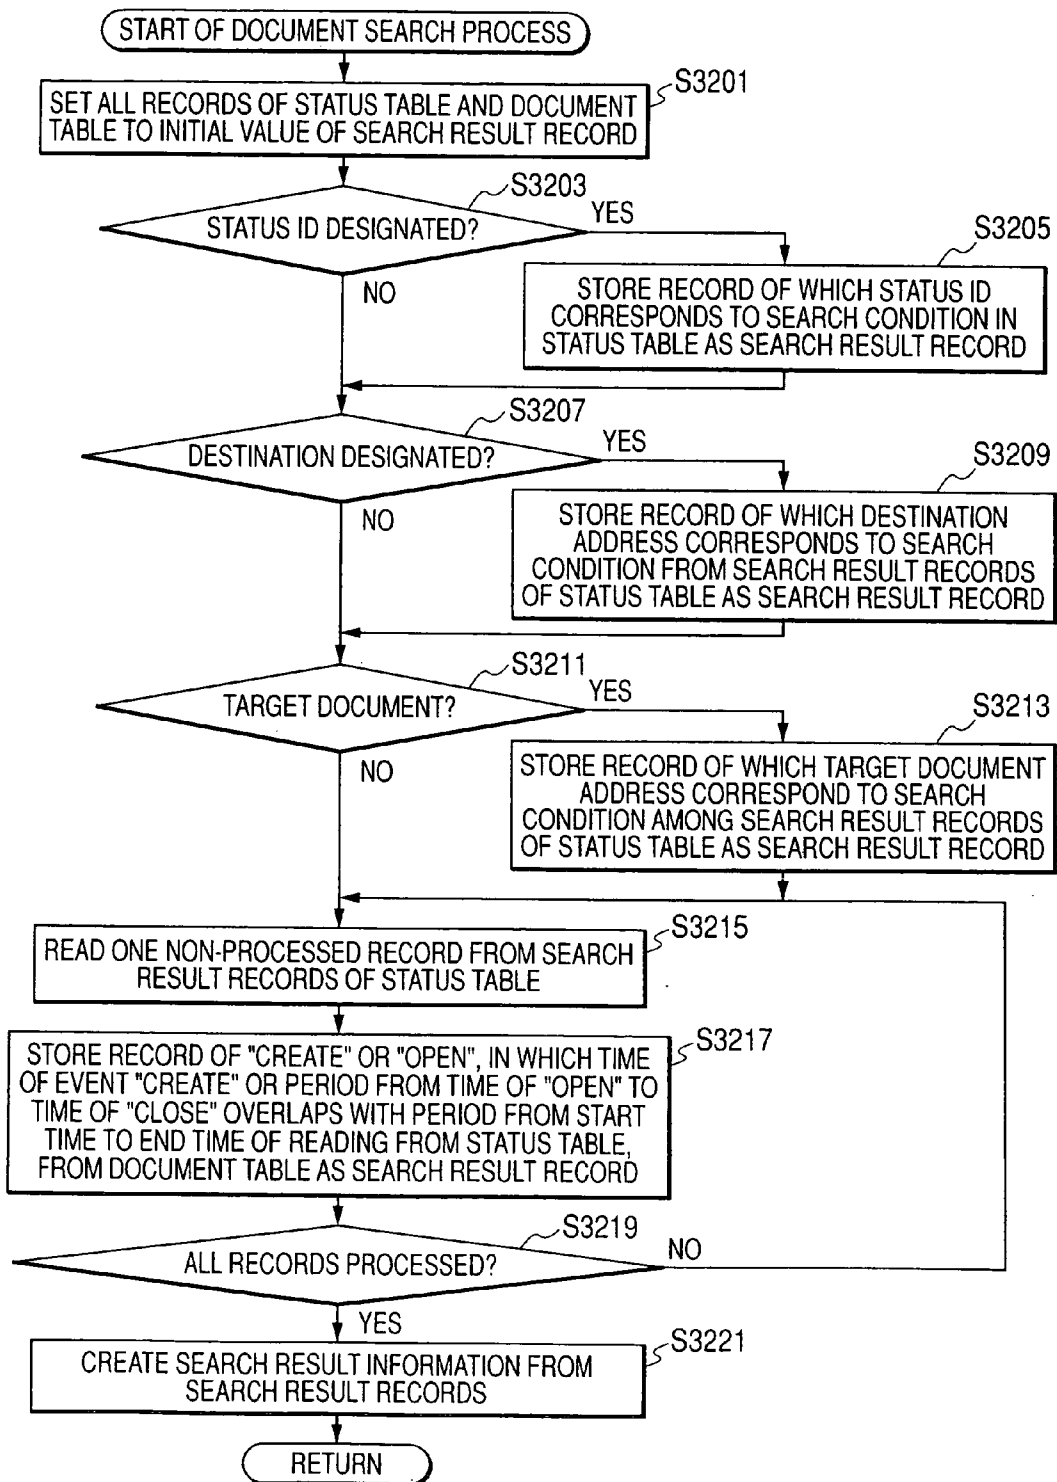 START OF DOCUMENT SEARCH PROCESS
S3201
SET ALL RECORDS OF STATUS TABLE AND DOCUMENT
TABLE TO INITIAL VALUE OF SEARCH RESULT RECORD
S3203
STATUS ID DESIGNATED?
YES
NO
S3205
STORE RECORD OF WHICH STATUS ID
CORRESPONDS TO SEARCH CONDITION IN
STATUS TABLE AS SEARCH RESULT RECORD
S3207
DESTINATION DESIGNATED?
YES
NO
S3209
STORE RECORD OF WHICH DESTINATION
ADDRESS CORRESPONDS TO SEARCH
CONDITION FROM SEARCH RESULT RECORDS
OF STATUS TABLE AS SEARCH RESULT RECORD
S3211
TARGET DOCUMENT?
YES
NO
S3213
STORE RECORD OF WHICH TARGET DOCUMENT
ADDRESS CORRESPOND TO SEARCH
CONDITION AMONG SEARCH RESULT RECORDS
OF STATUS TABLE AS SEARCH RESULT RECORD
S3215
READ ONE NON-PROCESSED RECORD FROM SEARCH
RESULT RECORDS OF STATUS TABLE
S3217
STORE RECORD OF "CREATE" OR "OPEN", IN WHICH TIME
OF EVENT "CREATE" OR PERIOD FROM TIME OF "OPEN" TO
TIME OF "CLOSE" OVERLAPS WITH PERIOD FROM START
TIME TO END TIME OF READING FROM STATUS TABLE,
FROM DOCUMENT TABLE AS SEARCH RESULT RECORD
S3219
ALL RECORDS PROCESSED?
NO
YES
S3221
CREATE SEARCH RESULT INFORMATION FROM
SEARCH RESULT RECORDS
RETURN